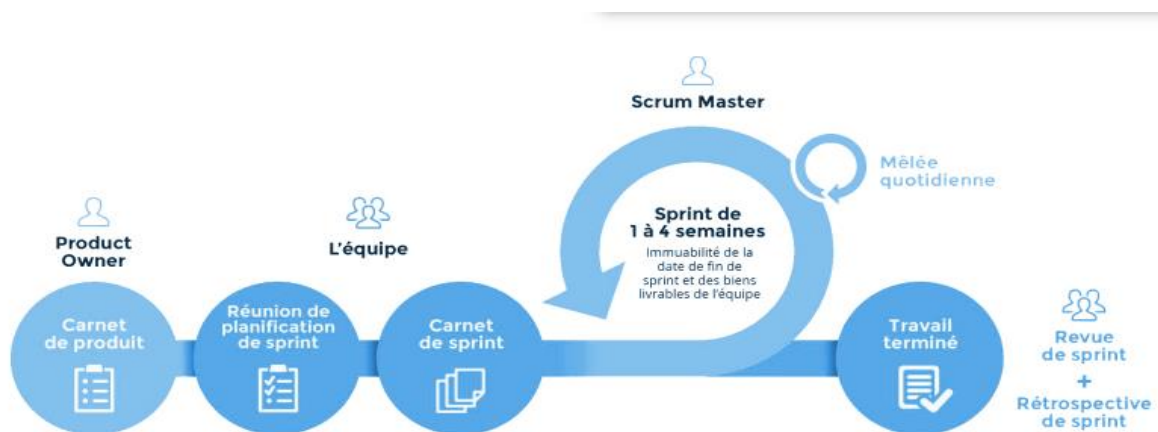 Product
Owner
Carnet
de produit
L'équipe
Réunion de
planification
de sprint
Carnet
de sprint
Scrum Master
Mêlée
quotidienne
Sprint de
1 à 4 semaines
Immuabilité de la
date de fin de
sprint et des biens
livrables de l'équipe
Travail
terminé
Revue
de sprint
+
Rétrospective
de sprint